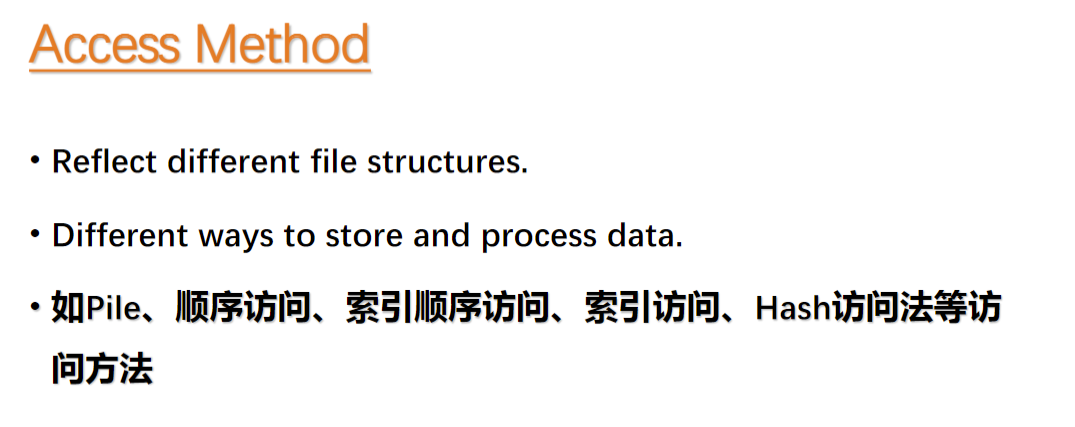 Access Method
• Reflect different file structures.
• Different ways to store and process data.
• 如Pile、顺序访问、索引顺序访问、索引访问、Hash访问法等访
问方法